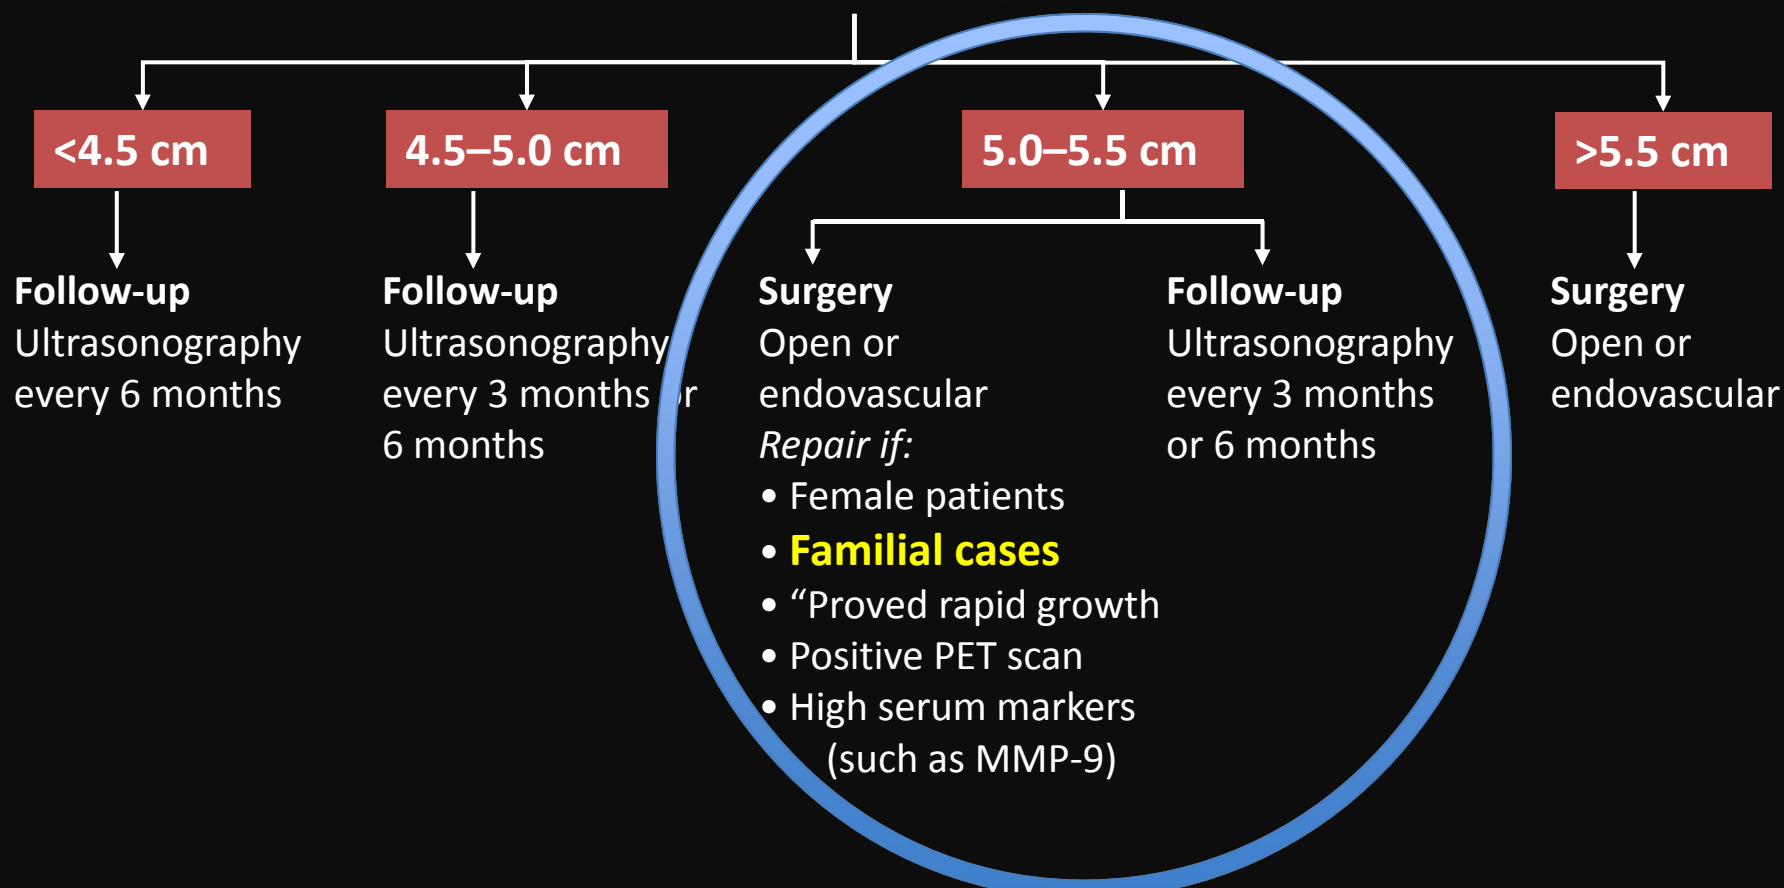 <4.5 cm
4.5–5.0 cm
5.0–5.5 cm
>5.5 cm
Follow-up
Ultrasonography
every 6 months
Follow-up
Ultrasonography
every 3 months or
6 months
Surgery
Open or
endovascular
Repair if:
• Female patients
• Familial cases
• “Proved rapid growth
• Positive PET scan
• High serum markers
(such as MMP-9)
Follow-up
Ultrasonography
every 3 months
or 6 months
Surgery
Open or
endovascular